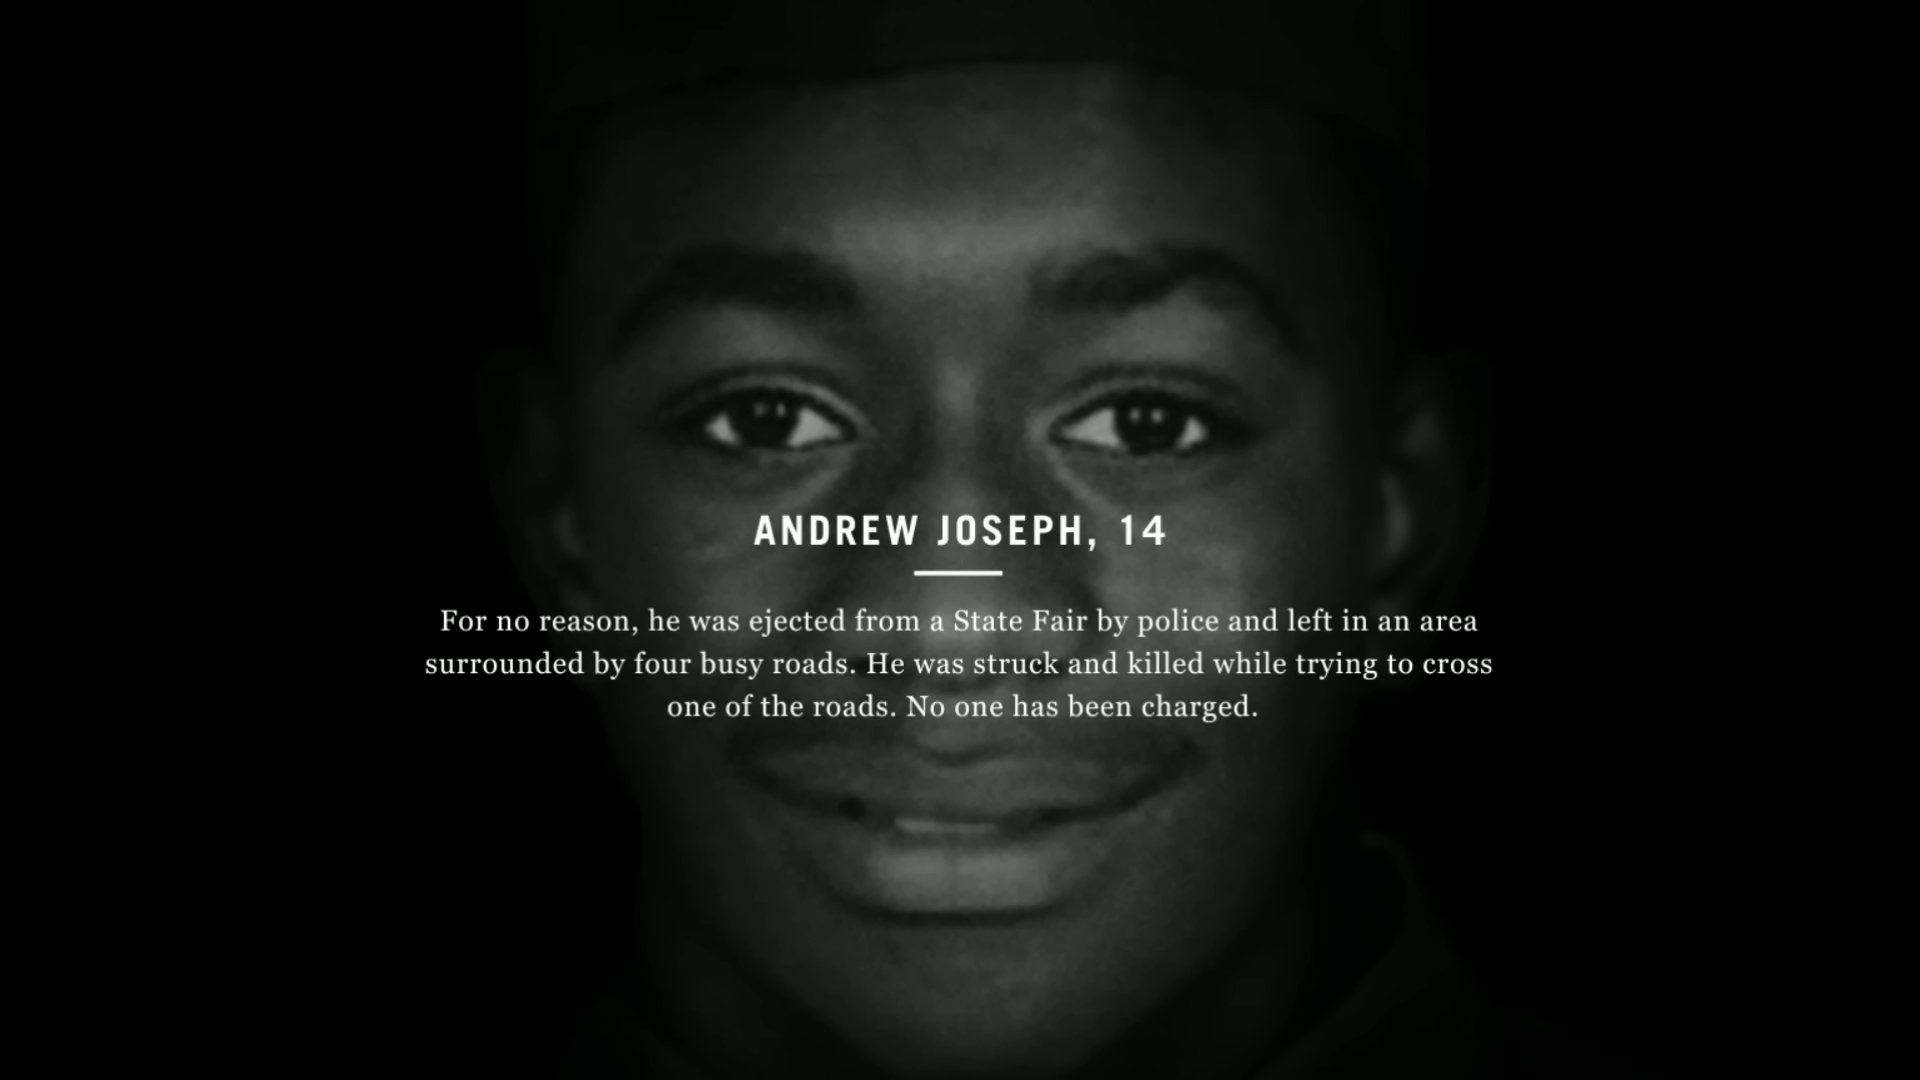 ANDREW JOSEPH, 14
For no reason, he was ejected from a State Fair by police and left in an area
surrounded by four busy roads. He was struck and killed while trying to cross
one of the roads. No one has been charged.